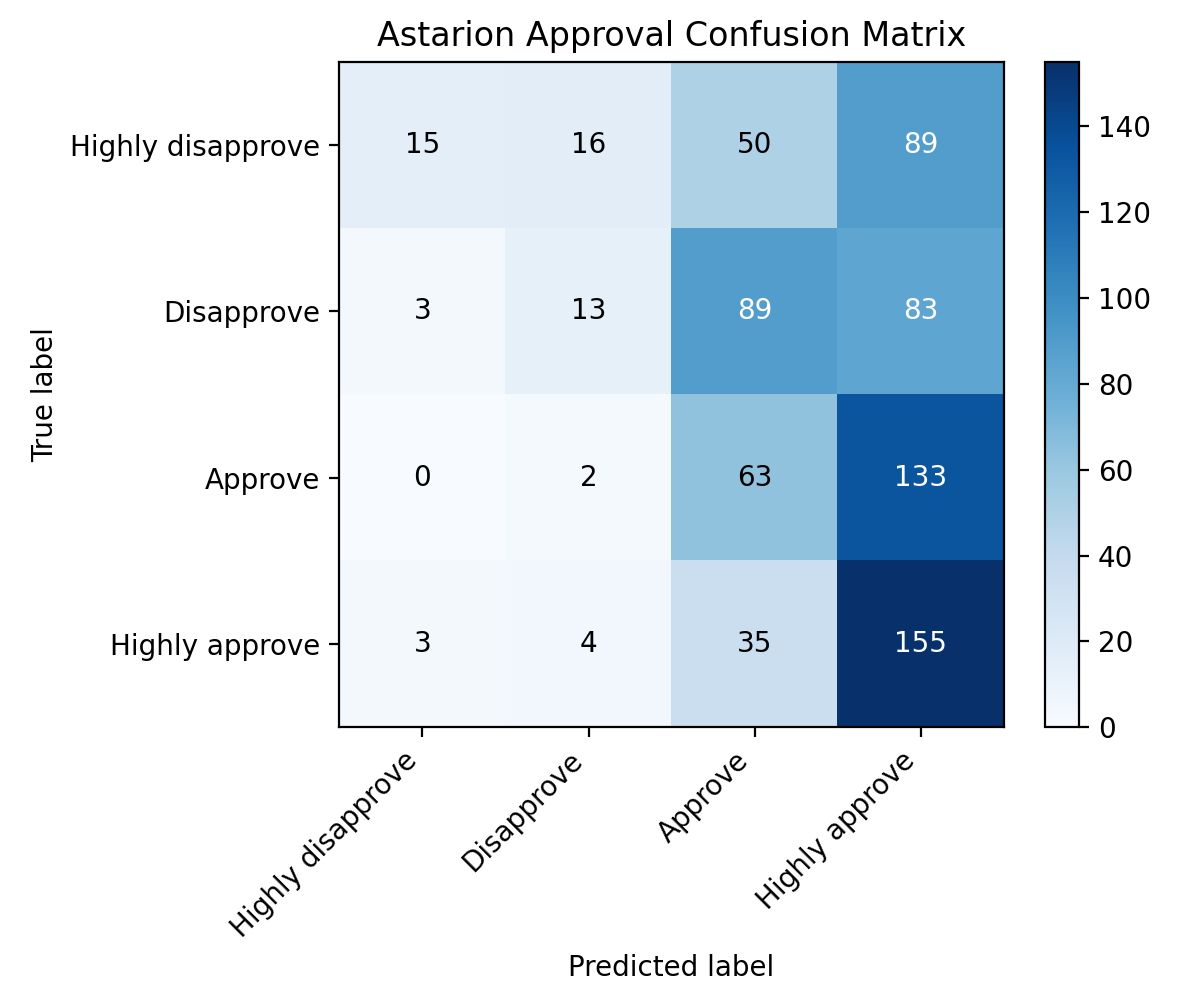 Astarion Approval Confusion Matrix
Highly disapprove 15 16 50 89
Disapprove 3 13 89 83
Approve 0 2 63 133
Highly approve 3 4 35 155
True label
Highly disapprove Disapprove Approve Highly approve
Predicted label
140
120
100
80
60
40
20
0